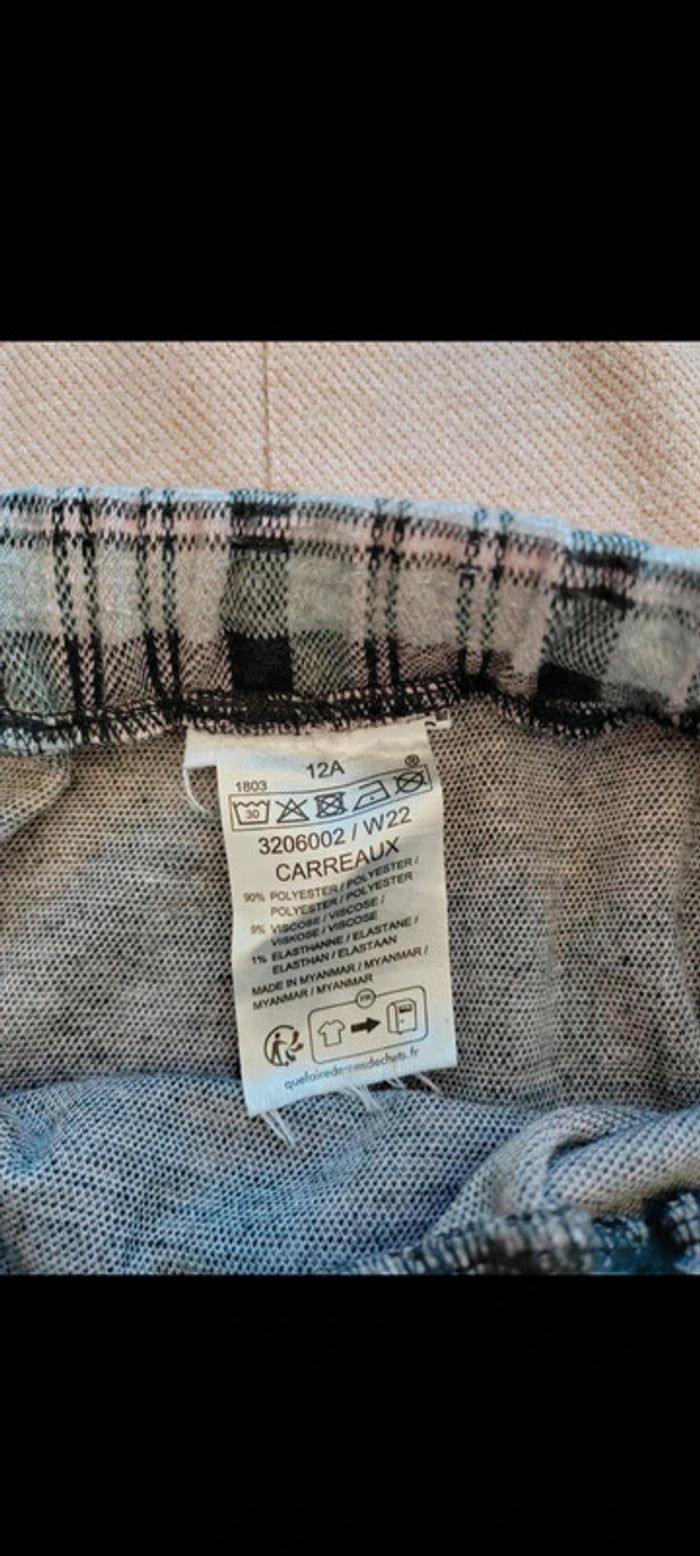 12A
1803
®
30
3206002 / W22
CARREAUX
90% POLYESTER / POLYESTER /
POLYESTER / POLYESTER
9% VISCOSE / VISCOSE /
VISKOSE / VISCOSE
1% ELASTHANNE / ELASTANE /
ELASTHAN / ELASTAAN
MADE IN MYANMAR / MYANMAR /
MYANMAR / MYANMAR
FR
quefairedemesdechets.fr